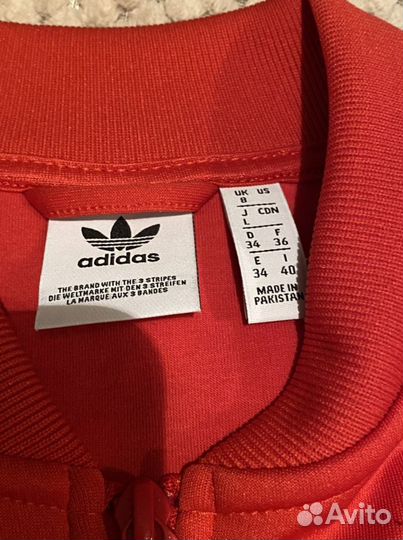 adidas
THE BRAND WITH THE 3 STRIPES
DIE WELTMARKE MIT DEN 3 STREIFEN
LA MARQUE AUX 3 BANDES
UK US
8
J CDN
L
D F
34 36
E I
34 40
MADE IN
PAKISTAN
Avito